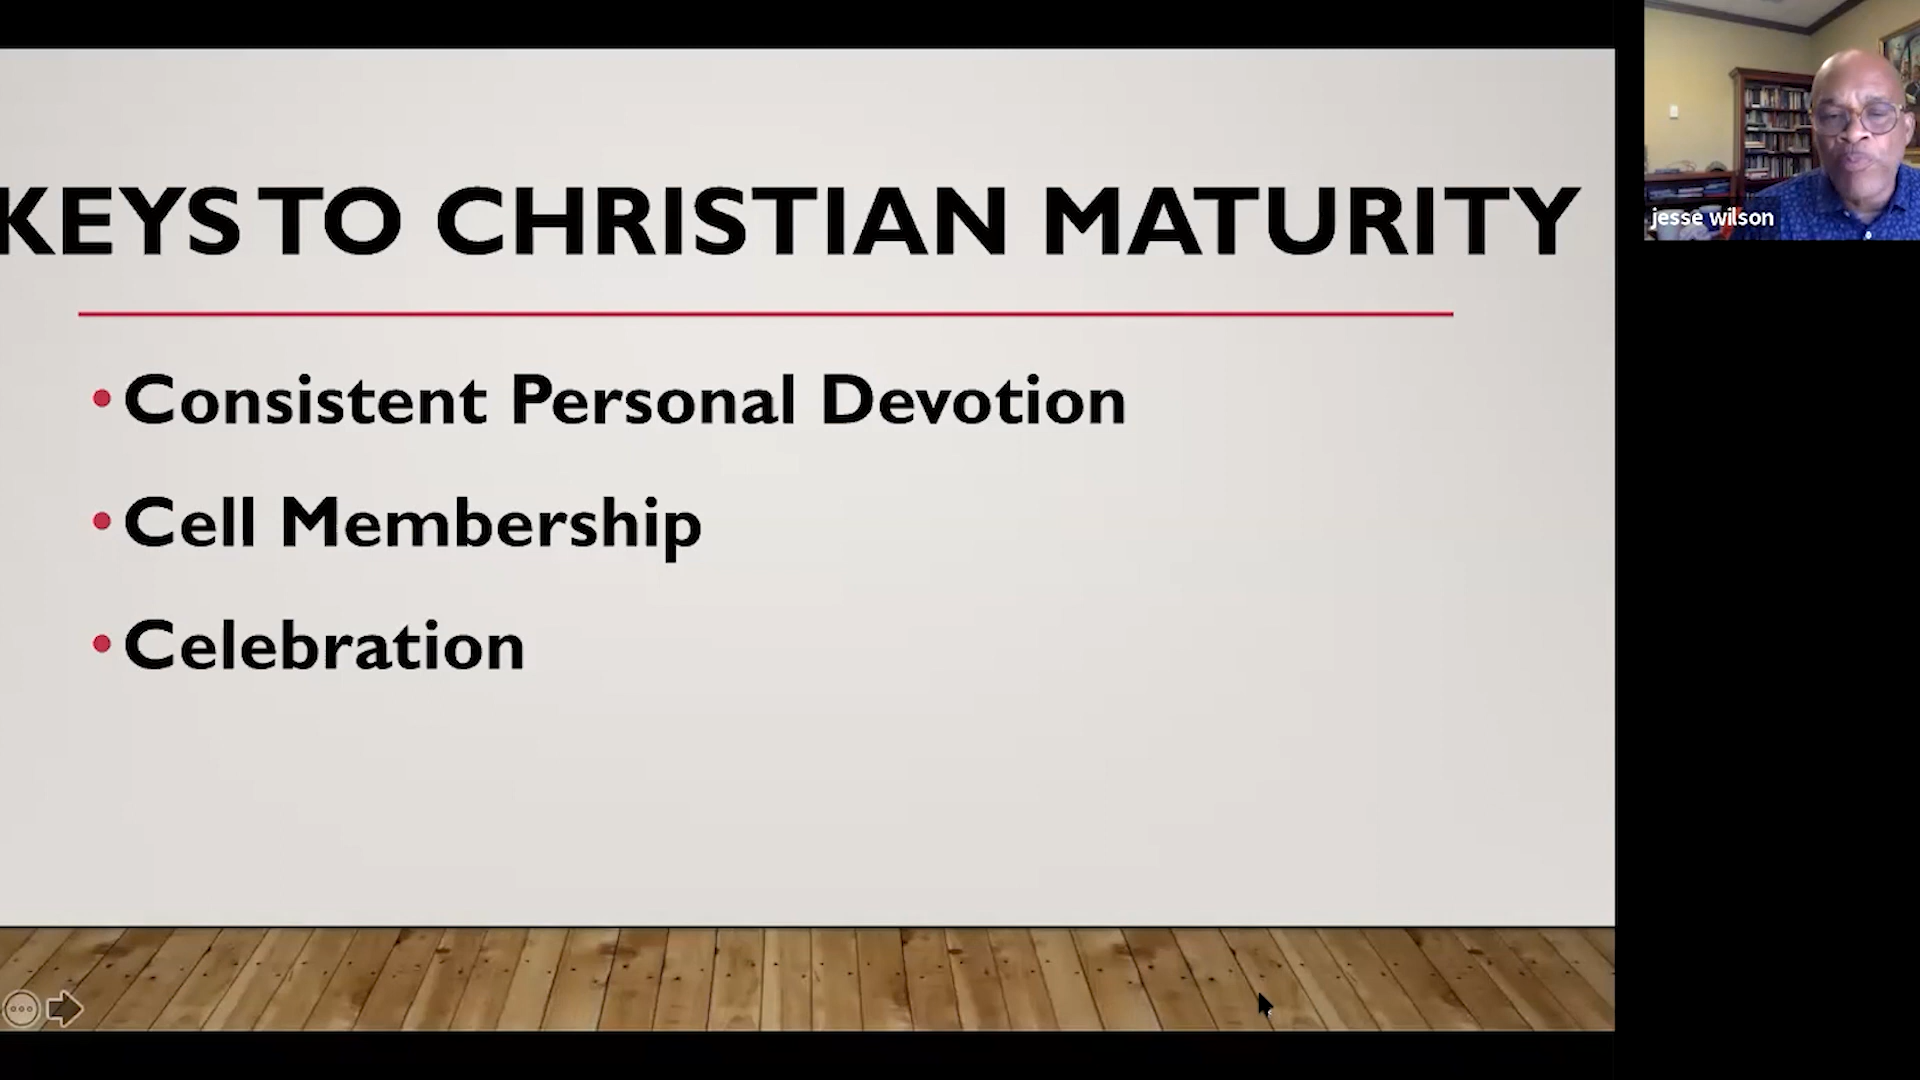 KEYS TO CHRISTIAN MATURITY
• Consistent Personal Devotion
• Cell Membership
• Celebration
jesse wilson